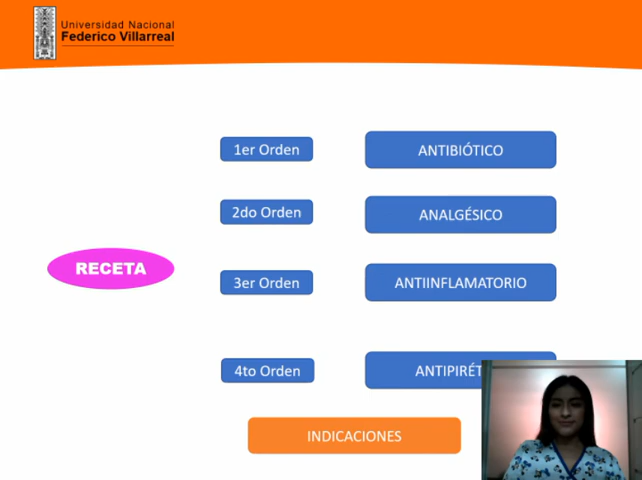 Universidad Nacional
Federico Villarreal
1er Orden
ANTIBIÓTICO
2do Orden
ANALGÉSICO
RECETA
3er Orden
ANTIINFLAMATORIO
4to Orden
INDICACIONES